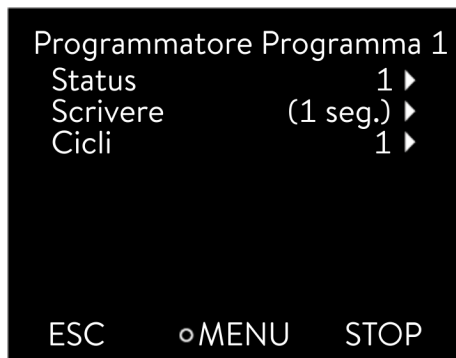 Programmatore Programma 1
Status 1
Scrivere (1 seg.)
Cicli 1
ESC MENU STOP